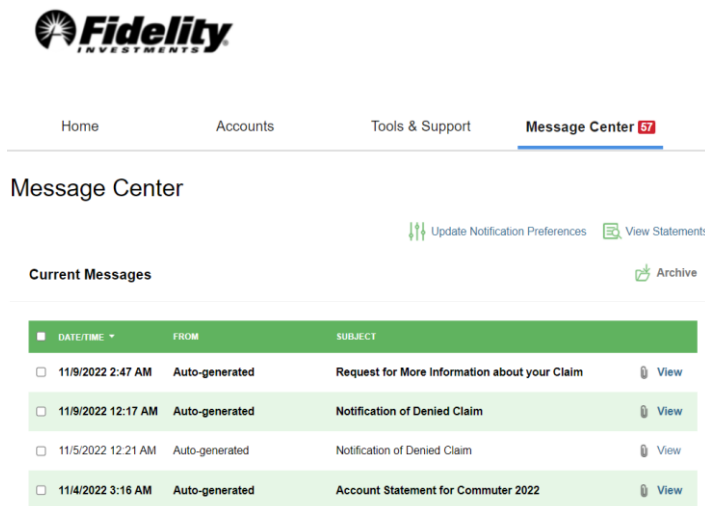 Fidelity
INVESTMENTS
Home Accounts Tools & Support Message Center 57
Message Center
Update Notification Preferences View Statements
Current Messages Archive
DATE/TIME FROM SUBJECT
11/9/2022 2:47 AM Auto-generated Request for More Information about your Claim View
11/9/2022 12:17 AM Auto-generated Notification of Denied Claim View
11/5/2022 12:21 AM Auto-generated Notification of Denied Claim View
11/4/2022 3:16 AM Auto-generated Account Statement for Commuter 2022 View